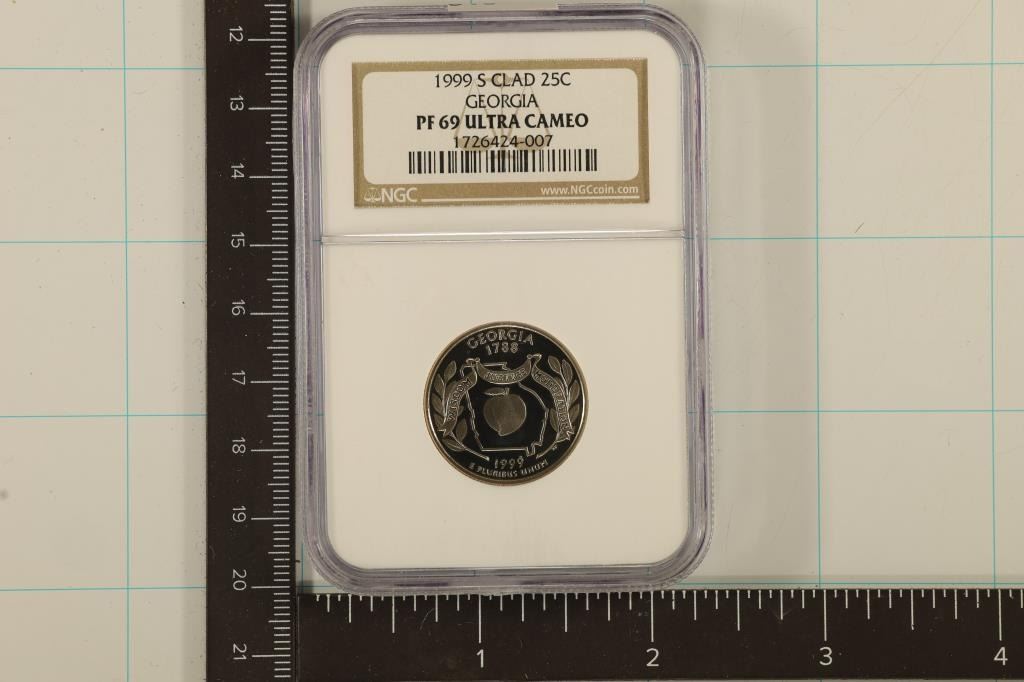 1999 S CLAD 25C
GEORGIA
PF 69 ULTRA CAMEO
1726424-007
NGC
www.NGCcoin.com
GEORGIA
1788
WISDOM JUSTICE MODERATION
1999
E PLURIBUS UNUM
12
13
14
15
16
17
18
19
20
21
1 2 3 4